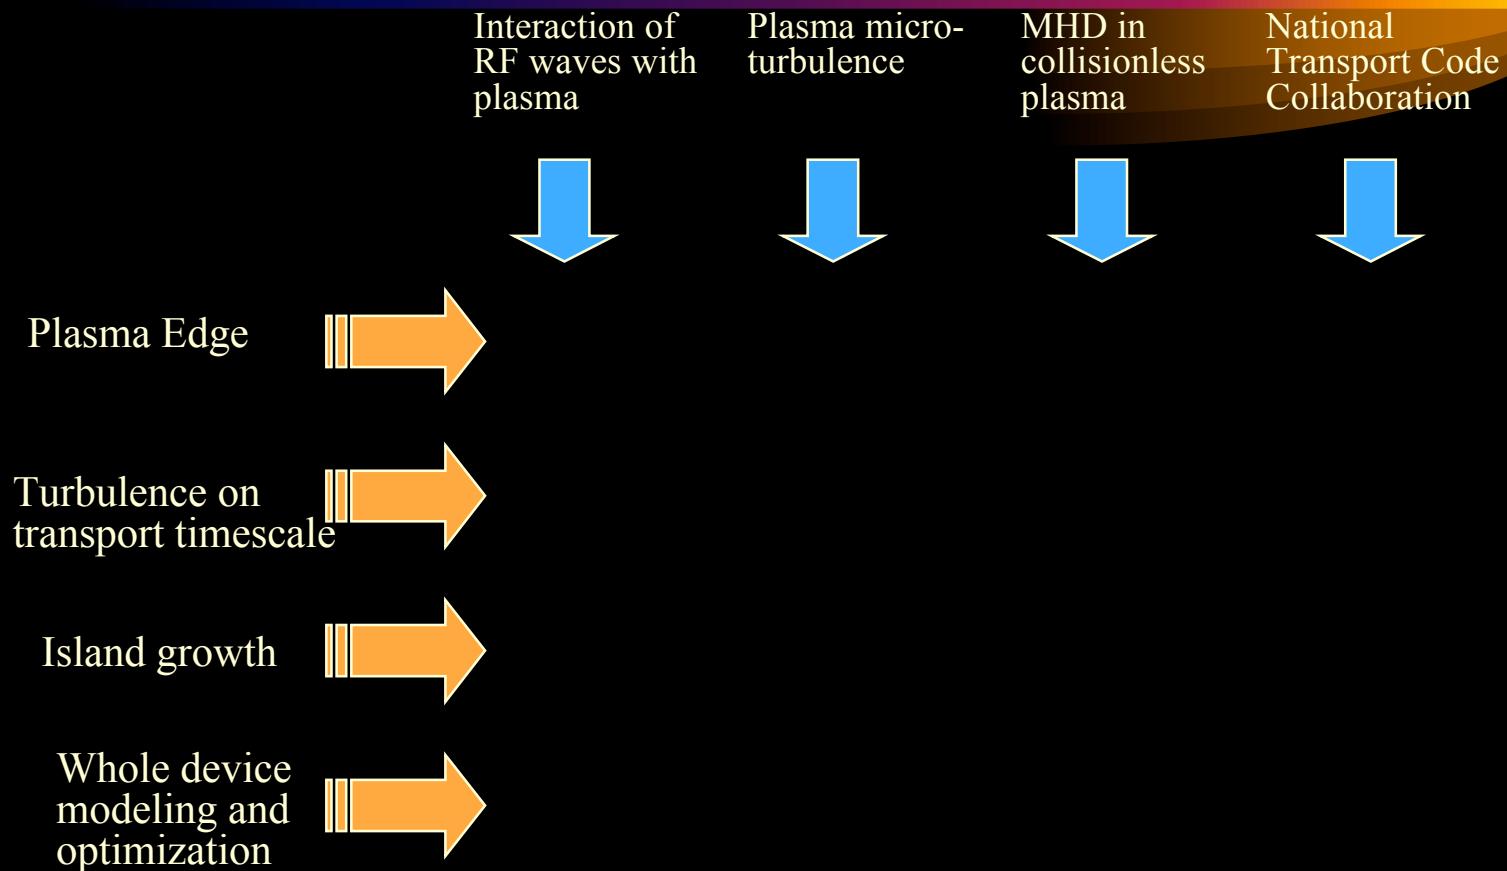 Interaction of
RF waves with
plasma
Plasma micro-
turbulence
MHD in
collisionless
plasma
National
Transport Code
Collaboration
Plasma Edge
Turbulence on
transport timescale
Island growth
Whole device
modeling and
optimization